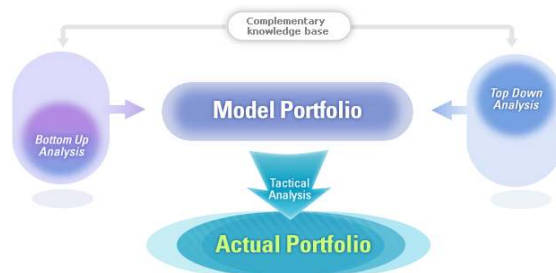 Complementary
knowledge base
Bottom Up
Analysis
Model Portfolio
Top Down
Analysis
Tactical
Analysis
Actual Portfolio